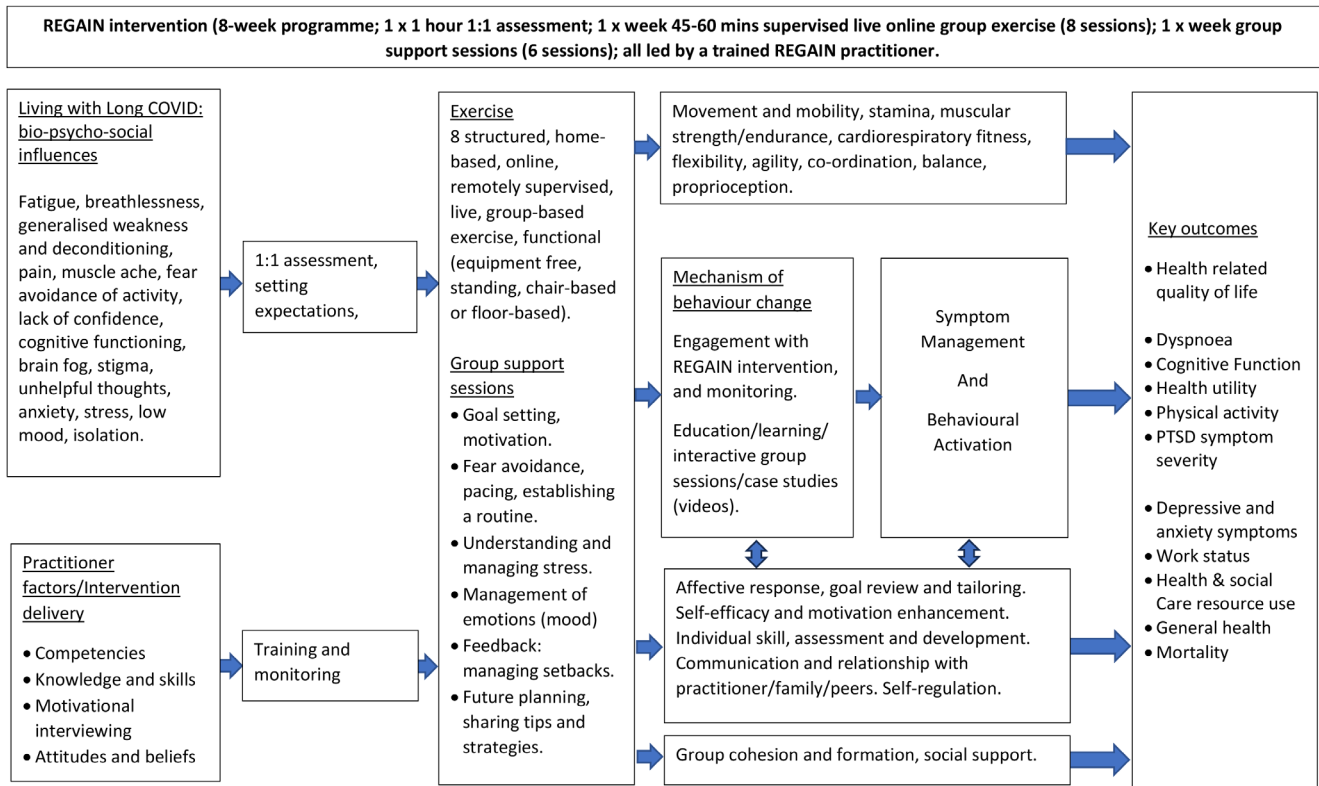 REGAIN intervention (8-week programme; 1 x 1 hour 1:1 assessment; 1 x week 45-60 mins supervised live online group exercise (8 sessions); 1 x week group
support sessions (6 sessions); all led by a trained REGAIN practitioner.
Living with Long COVID:
bio-psycho-social
influences
Fatigue, breathlessness,
generalised weakness
and deconditioning,
pain, muscle ache, fear
avoidance of activity,
lack of confidence,
cognitive functioning,
brain fog, stigma,
unhelpful thoughts,
anxiety, stress, low
mood, isolation.
Practitioner
factors/Intervention
delivery
• Competencies
• Knowledge and skills
• Motivational
interviewing
• Attitudes and beliefs
1:1 assessment,
setting
expectations,
Training and
monitoring
Exercise
8 structured, home-
based, online,
remotely supervised,
live, group-based
exercise, functional
(equipment free,
standing, chair-based
or floor-based).
Group support
sessions
• Goal setting,
motivation.
• Fear avoidance,
pacing, establishing
a routine.
• Understanding and
managing stress.
• Management of
emotions (mood)
• Feedback:
managing setbacks.
• Future planning,
sharing tips and
strategies.
Movement and mobility, stamina, muscular
strength/endurance, cardiorespiratory fitness,
flexibility, agility, co-ordination, balance,
proprioception.
Mechanism of
behaviour change
Engagement with
REGAIN intervention,
and monitoring.
Education/learning/
interactive group
sessions/case studies
(videos).
Symptom
Management
And
Behavioural
Activation
Affective response, goal review and tailoring.
Self-efficacy and motivation enhancement.
Individual skill, assessment and development.
Communication and relationship with
practitioner/family/peers. Self-regulation.
Group cohesion and formation, social support.
Key outcomes
• Health related
quality of life
• Dyspnoea
• Cognitive Function
• Health utility
• Physical activity
• PTSD symptom
severity
• Depressive and
anxiety symptoms
• Work status
• Health & social
Care resource use
• General health
• Mortality